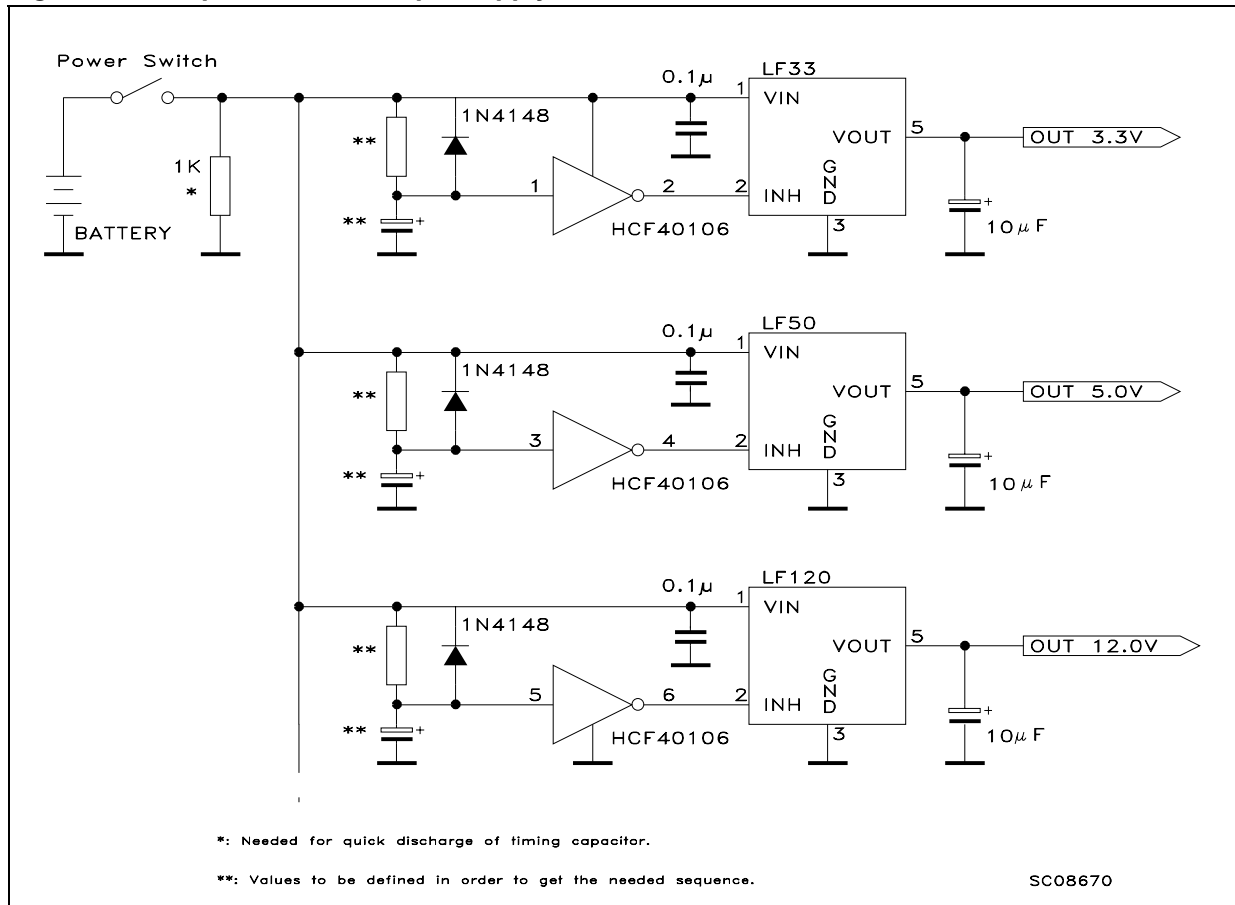 Power Switch
BATTERY
1K
*
**
**
1N4148
1
2
HCF40106
0.1μ
LF33
1
VIN
2
INH
VOUT
GND
3
5
10μF
OUT 3.3V
**
**
1N4148
3
4
HCF40106
0.1μ
LF50
1
VIN
2
INH
VOUT
GND
3
5
10μF
OUT 5.0V
**
**
1N4148
5
6
HCF40106
0.1μ
LF120
1
VIN
2
INH
VOUT
GND
3
5
10μF
OUT 12.0V
*: Needed for quick discharge of timing capacitor.
**: Values to be defined in order to get the needed sequence.
SC08670